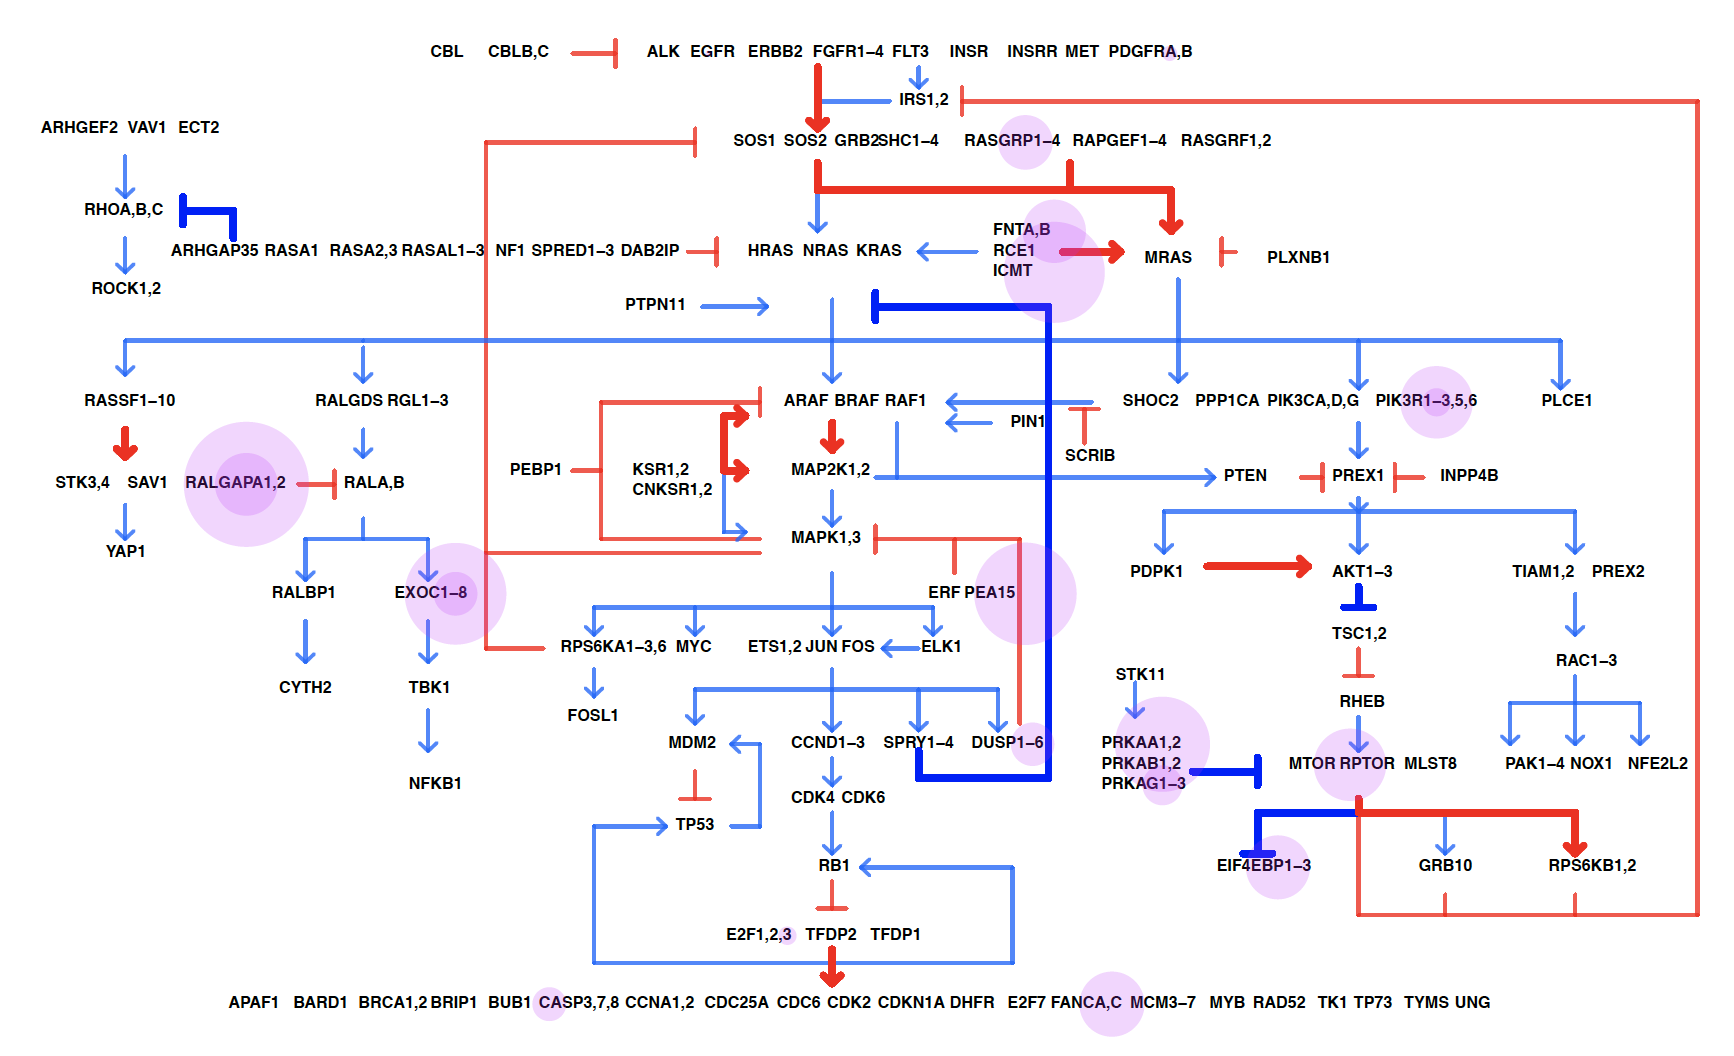 CBL CBLB,C ALK EGFR ERBB2 FGFR1–4 FLT3 INSR INSRR MET PDGFRA,B
IRS1,2
ARHGEF2 VAV1 ECT2
SOS1 SOS2 GRB2 SHC1–4 RASGRP1–4 RAPGEF1–4 RASGRF1,2
RHOA,B,C
FNTA,B
ARHGAP35 RASA1 RASA2,3 RASAL1–3 NF1 SPRED1–3 DAB2IP HRAS NRAS KRAS RCE1 MRAS PLXNB1
ICMT
ROCK1,2
PTPN11
RASSF1–10 RALGDS RGL1–3 ARAF BRAF RAF1 SHOC2 PPP1CA PIK3CA,D,G PIK3R1–3,5,6 PLCE1
PIN1
SCRIB
PEBP1 KSR1,2 MAP2K1,2
STK3,4 SAV1 RALGAPA1,2 RALA,B CNKSR1,2 PTEN PREX1 INPP4B
YAP1 MAPK1,3
PDPK1 AKT1–3 TIAM1,2 PREX2
RALBP1 EXOC1–8 ERF PEA15
TSC1,2
RPS6KA1–3,6 MYC ETS1,2 JUN FOS ELK1
RAC1–3
STK11
CYTH2 TBK1
RHEB
FOSL1
MDM2 CCND1–3 SPRY1–4 DUSP1–6 PRKAA1,2
PRKAB1,2 MTOR RPTOR MLST8 PAK1–4 NOX1 NFE2L2
NFKB1 PRKAG1–3
CDK4 CDK6
TP53
RB1 EIF4EBP1–3 GRB10 RPS6KB1,2
E2F1,2,3 TFDP2 TFDP1
APAF1 BARD1 BRCA1,2 BRIP1 BUB1 CASP3,7,8 CCNA1,2 CDC25A CDC6 CDK2 CDKN1A DHFR E2F7 FANCA,C MCM3–7 MYB RAD52 TK1 TP73 TYMS UNG